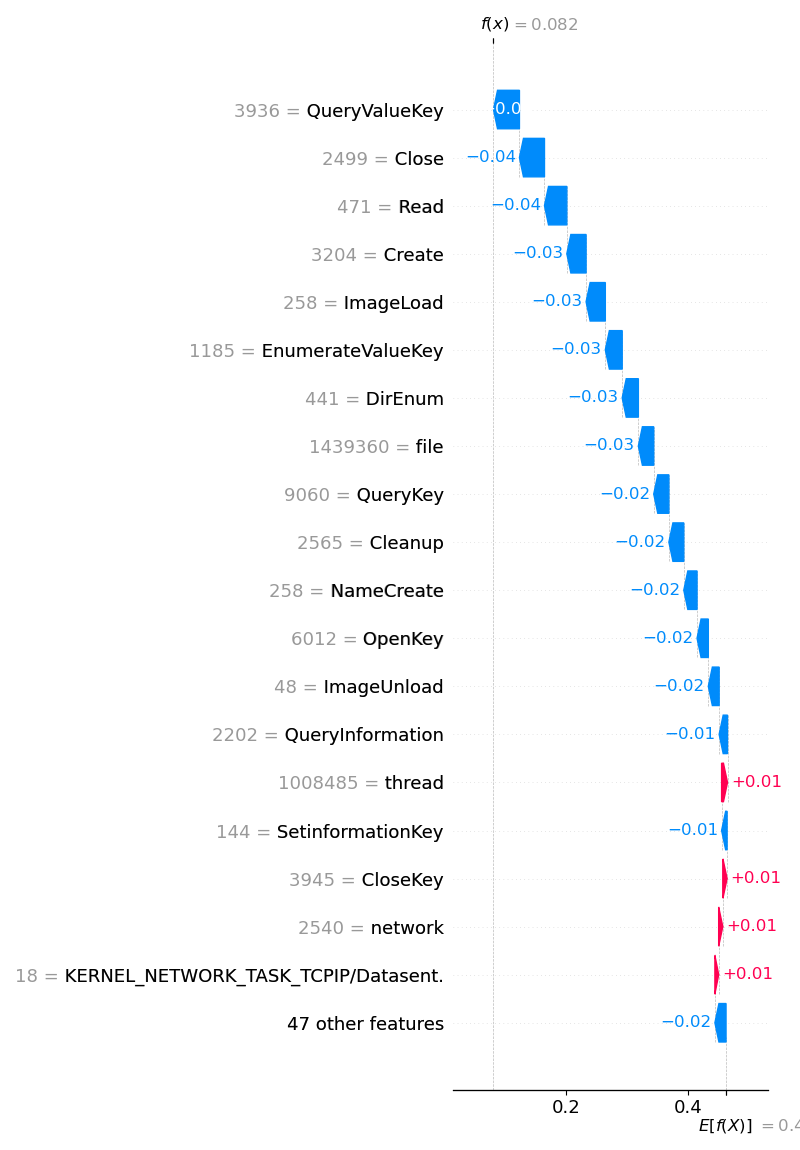 f(x) = 0.082
3936 = QueryValueKey
2499 = Close −0.04
471 = Read −0.04
3204 = Create −0.03
258 = ImageLoad −0.03
1185 = EnumerateValueKey −0.03
441 = DirEnum −0.03
1439360 = file −0.03
9060 = QueryKey −0.02
2565 = Cleanup −0.02
258 = NameCreate −0.02
6012 = OpenKey −0.02
48 = ImageUnload −0.02
2202 = QueryInformation −0.01
1008485 = thread +0.01
144 = SetinformationKey −0.01
3945 = CloseKey +0.01
2540 = network +0.01
18 = KERNEL_NETWORK_TASK_TCPIP/Datasent. +0.01
47 other features −0.02
0.2 0.4
E[f(X)] = 0.4